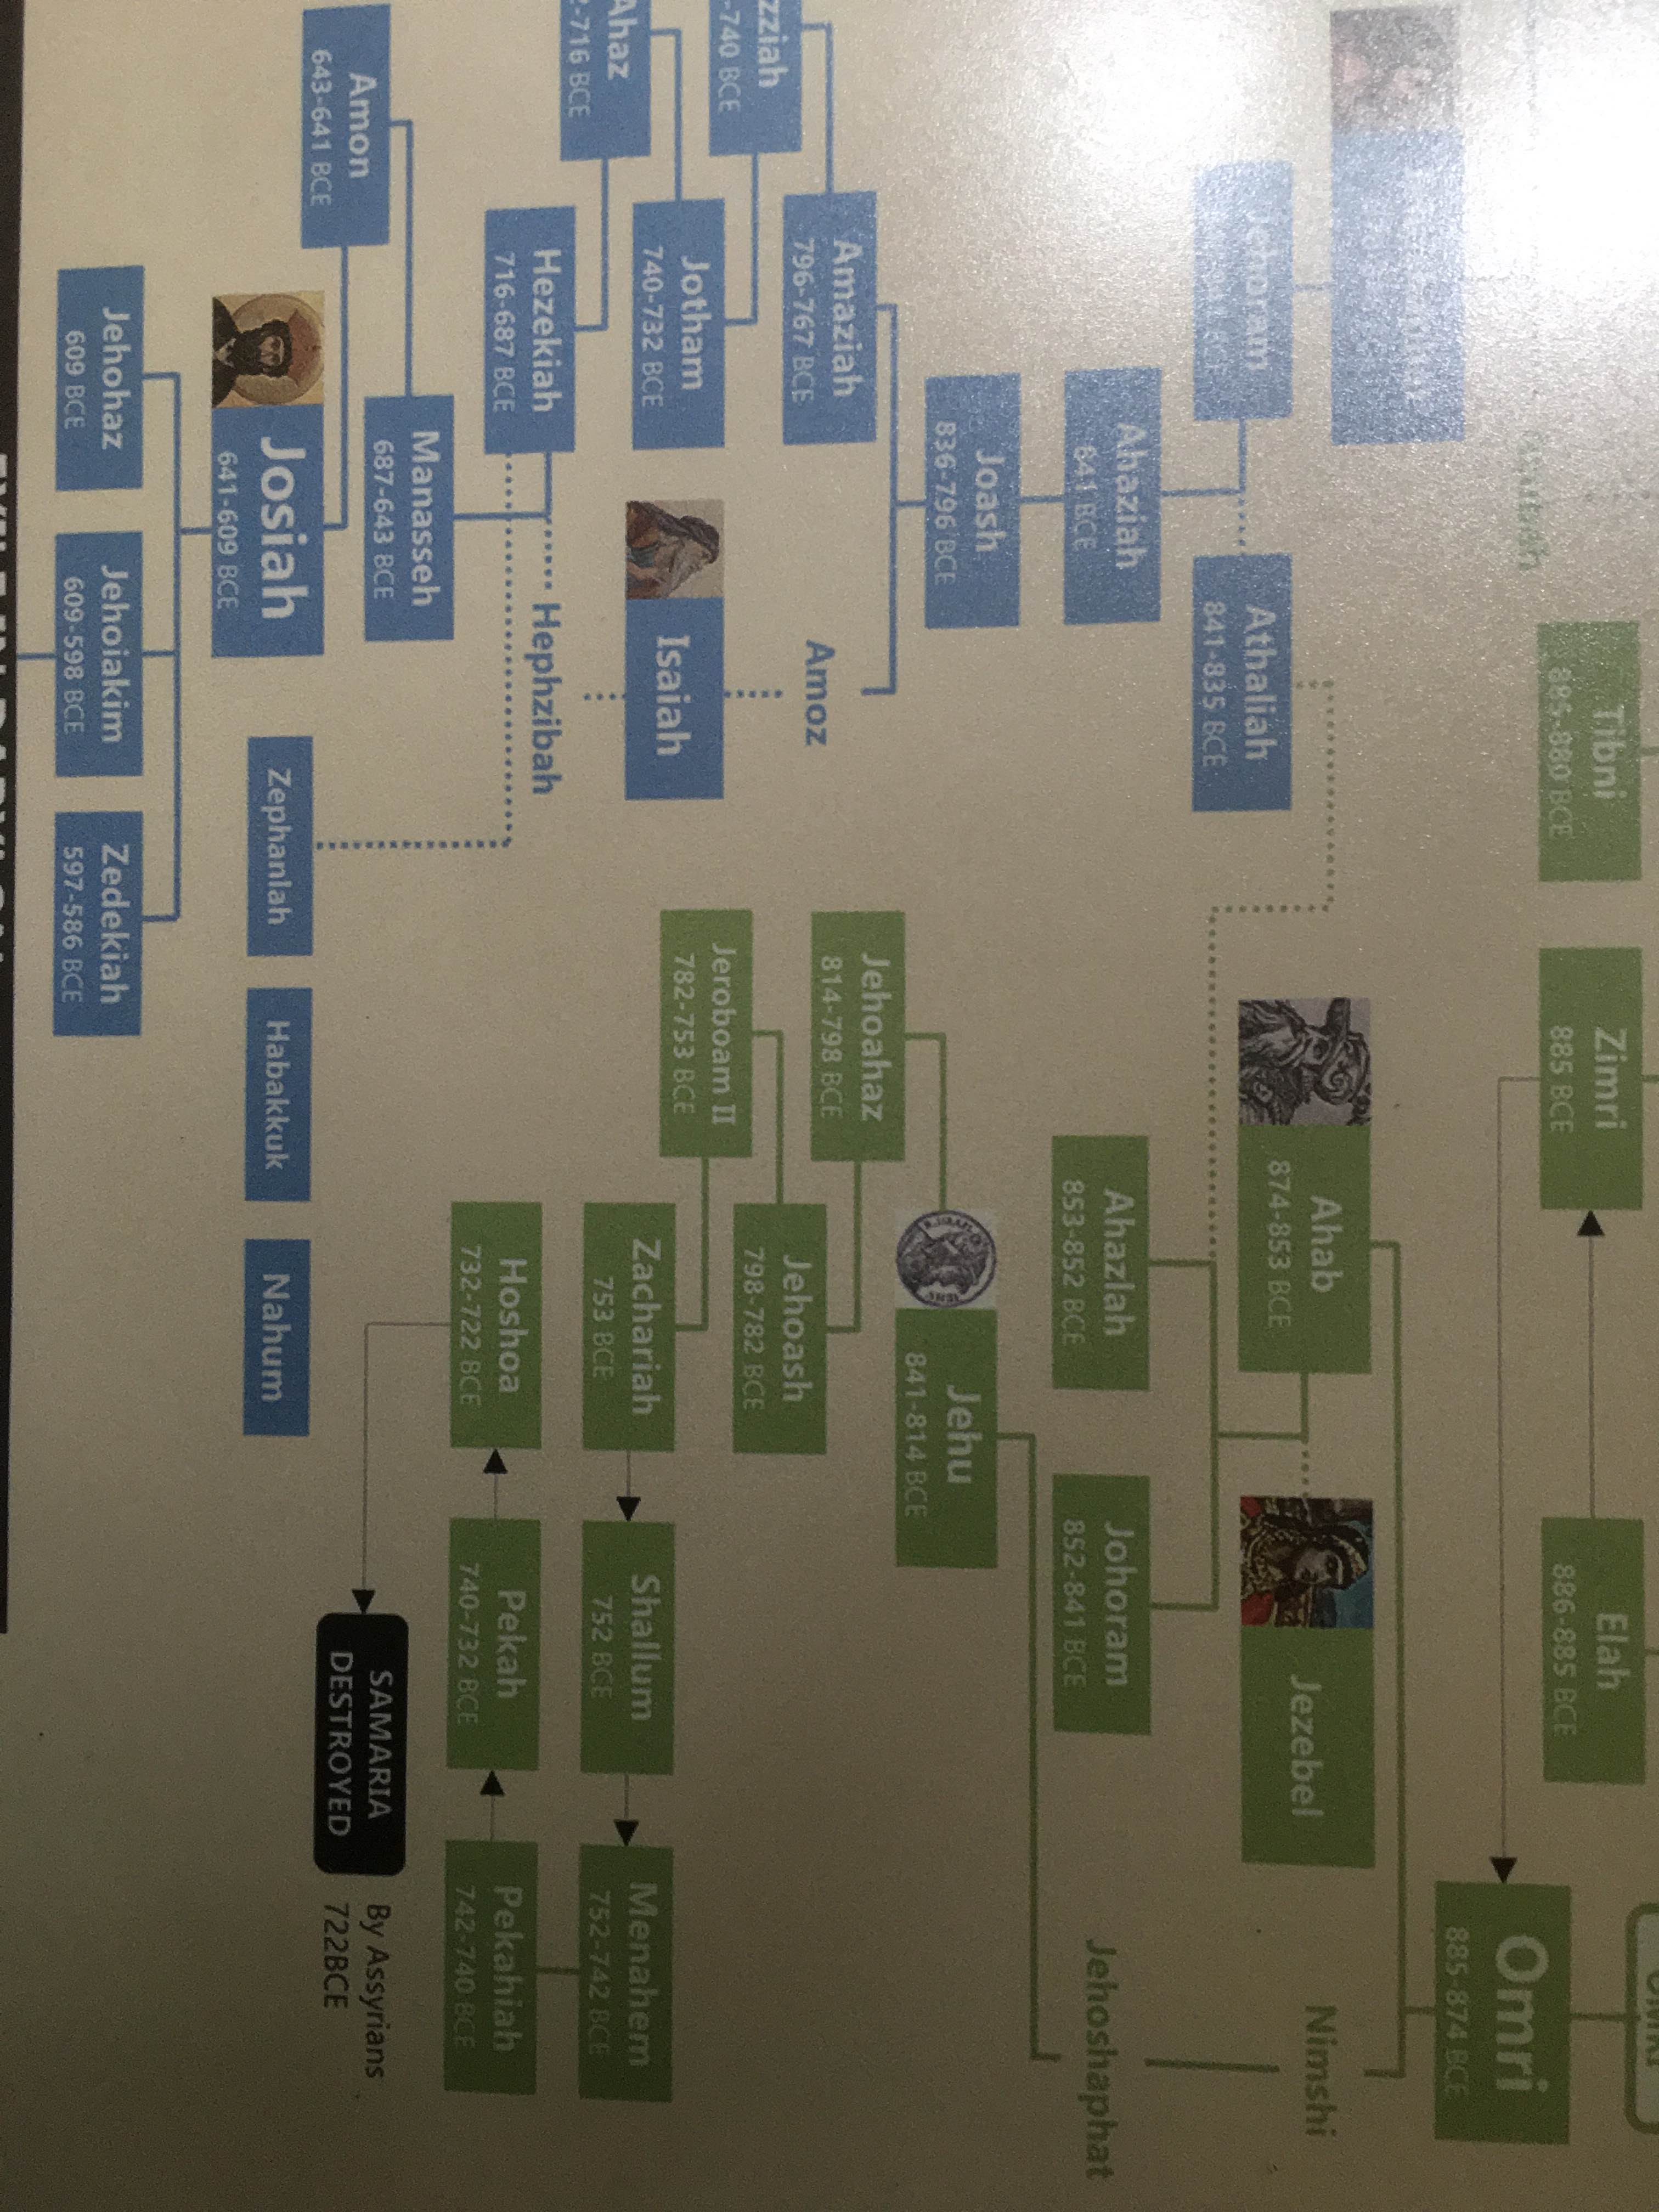 OMRI
Tibni
885-880 BCE
Zimri
885 BCE
Elah
886-885 BCE
Omri
885-874 BCE
Azubah
Ahab
874-853 BCE
Jezebel
Nimshi
Jehoram
BCE
Athaliah
841-835 BCE
Ahaziah
841 BCE
Ahazlah
853-852 BCE
Johoram
852-841 BCE
Jehoshaphat
Joash
836-796 BCE
Jehu
841-814 BCE
Amaziah
796-767 BCE
Amoz
Jehoahaz
814-798 BCE
Jehoash
798-782 BCE
zziah
-740 BCE
Jotham
740-732 BCE
Isaiah
Jeroboam II
782-753 BCE
Zachariah
753 BCE
Shallum
752 BCE
Menahem
752-742 BCE
Ahaz
2-716 BCE
Hezekiah
716-687 BCE
Hephzibah
Hoshoa
732-722 BCE
Pekah
740-732 BCE
Pekahiah
742-740 BCE
Manasseh
687-643 BCE
Amon
643-641 BCE
SAMARIA
DESTROYED
By Assyrians
722BCE
Josiah
641-609 BCE
Zephanlah
Habakkuk
Nahum
Jehohaz
609 BCE
Jehoiakim
609-598 BCE
Zedekiah
597-586 BCE
EXILE IN BABYLON